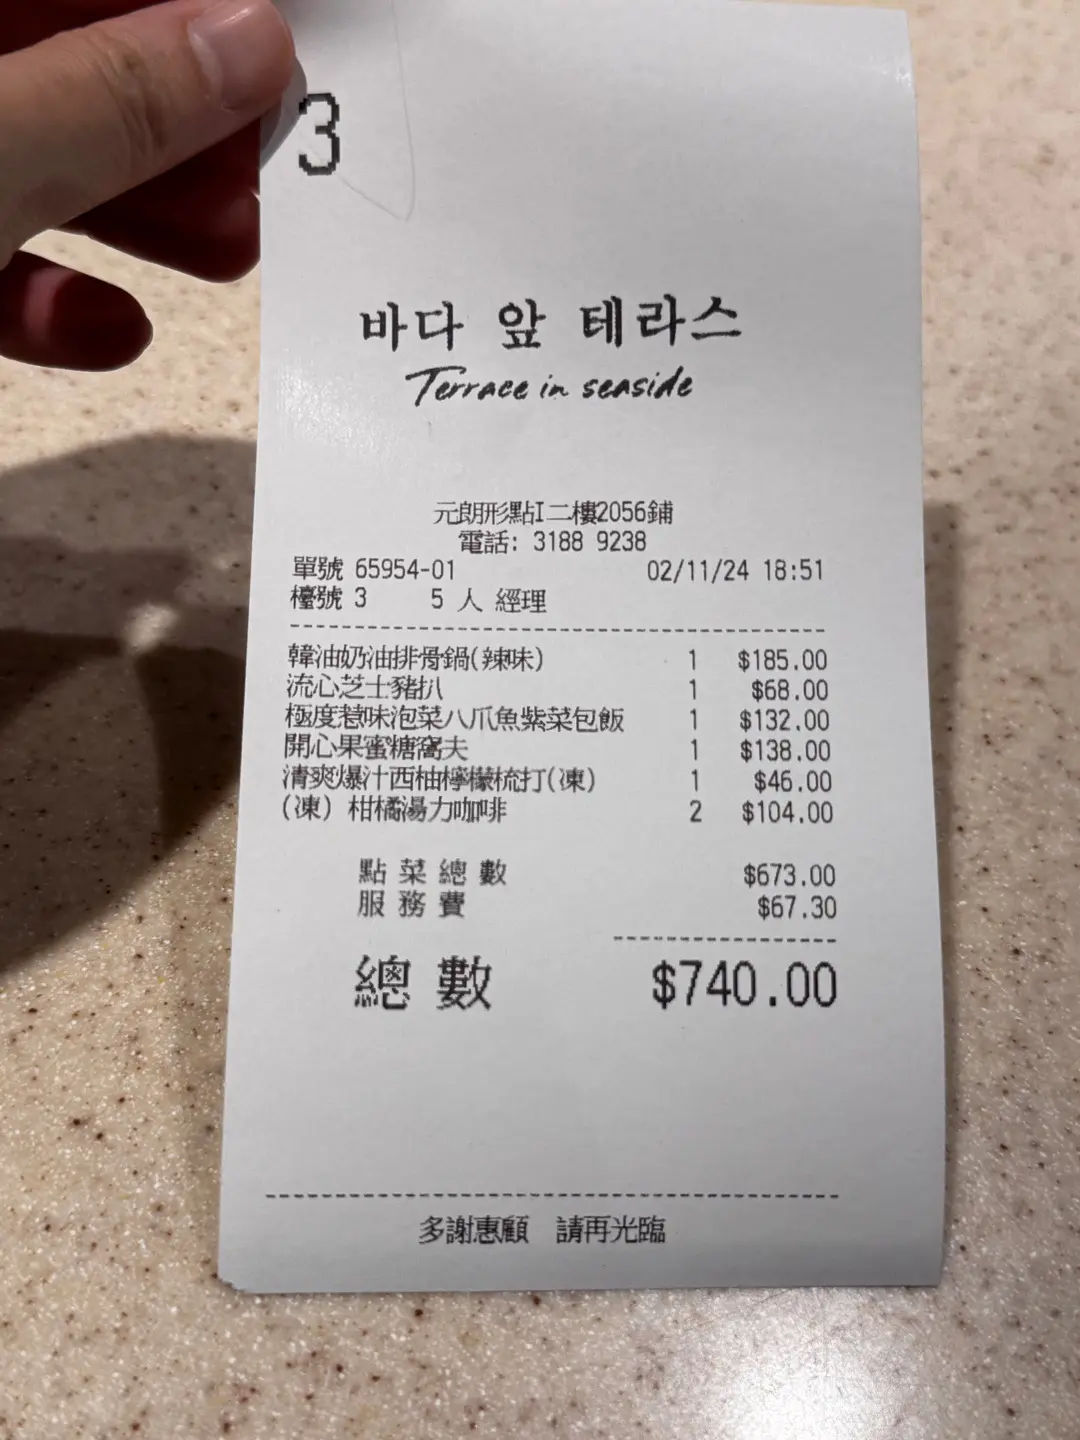 3
바다 앞 테라스
Terrace in seaside
元朗形點I二樓2056鋪
電話: 3188 9238
單號 65954-01 02/11/24 18:51
檯號 3 5 人 經理
韓油奶油排骨鍋(辣味) 1 $185.00
流心芝士豬扒 1 $68.00
極度惹味泡菜八爪魚紫菜包飯 1 $132.00
開心果蜜糖窩夫 1 $138.00
清爽爆汁西柚檸檬梳打(凍) 1 $46.00
(凍) 柑橘湯力咖啡 2 $104.00
點菜總數 $673.00
服務費 $67.30
總數 $740.00
多謝惠顧 請再光臨